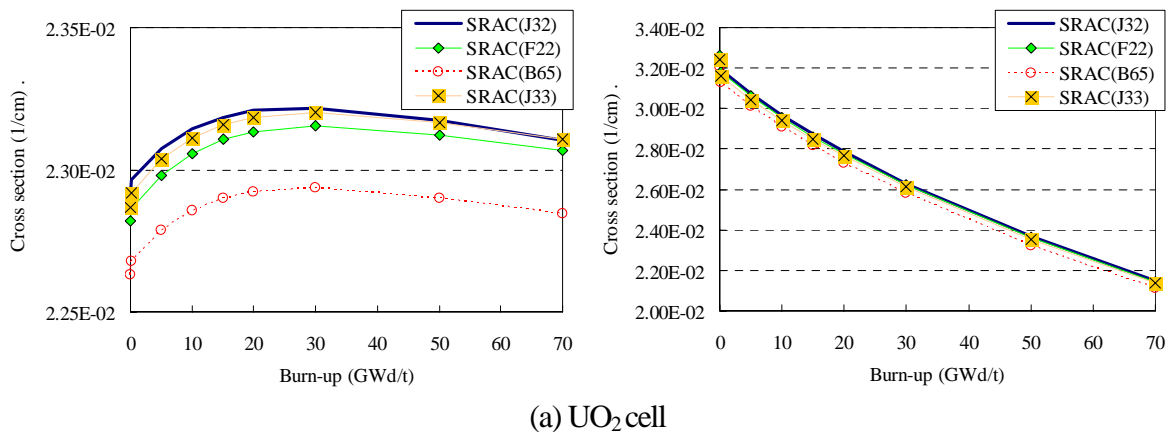 2.35E-02
2.30E-02
2.25E-02
Cross section (1/cm) .
0 10 20 30 40 50 60 70
Burn-up (GWd/t)
SRAC(J32)
SRAC(F22)
SRAC(B65)
SRAC(J33)
3.40E-02
3.20E-02
3.00E-02
2.80E-02
2.60E-02
2.40E-02
2.20E-02
2.00E-02
Cross section (1/cm) .
0 10 20 30 40 50 60 70
Burn-up (GWd/t)
SRAC(J32)
SRAC(F22)
SRAC(B65)
SRAC(J33)
(a) UO₂ cell